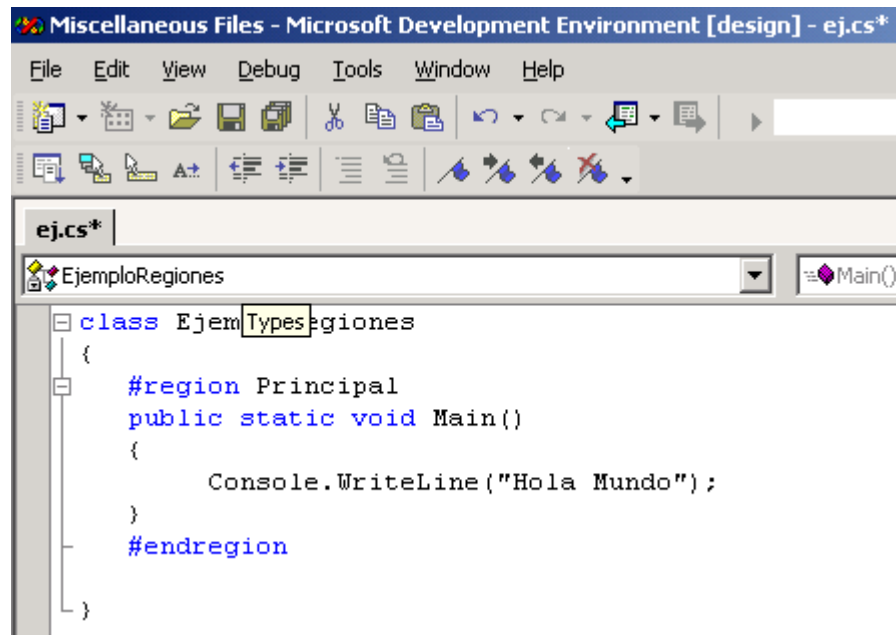 Miscellaneous Files - Microsoft Development Environment [design] - ej.cs*
File Edit View Debug Tools Window Help
ej.cs*
EjemploRegiones Main()
class Ejem Types egiones
{
#region Principal
public static void Main()
{
Console.WriteLine("Hola Mundo");
}
#endregion
}